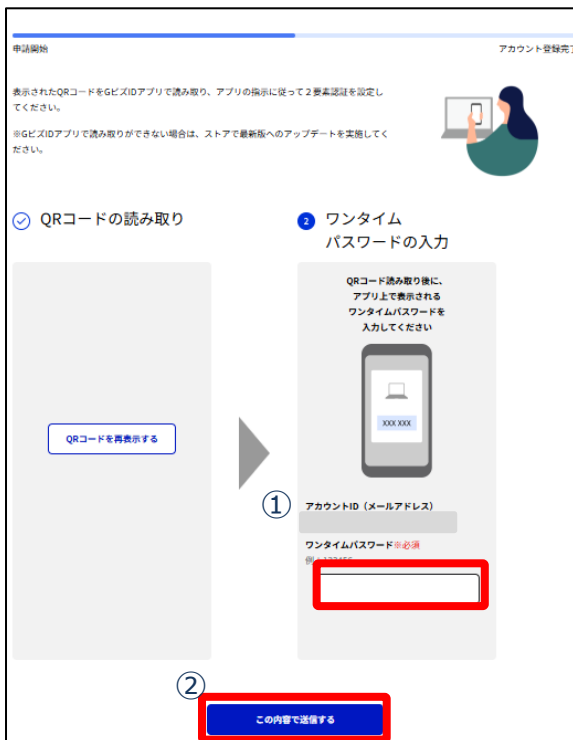 申請開始
アカウント登録完了
表示されたQRコードをGビズIDアプリで読み取り、アプリの指示に従って２要素認証を設定し
てください。
※GビズIDアプリで読み取りができない場合は、ストアで最新版へのアップデートを実施してく
ださい。
QRコードの読み取り
2 ワンタイム
パスワードの入力
QRコード読み取り後に、
アプリ上で表示される
ワンタイムパスワードを
入力してください
XXX XXX
QRコードを再表示する
①
アカウントID（メールアドレス）
ワンタイムパスワード※必須
②
この内容で送信する